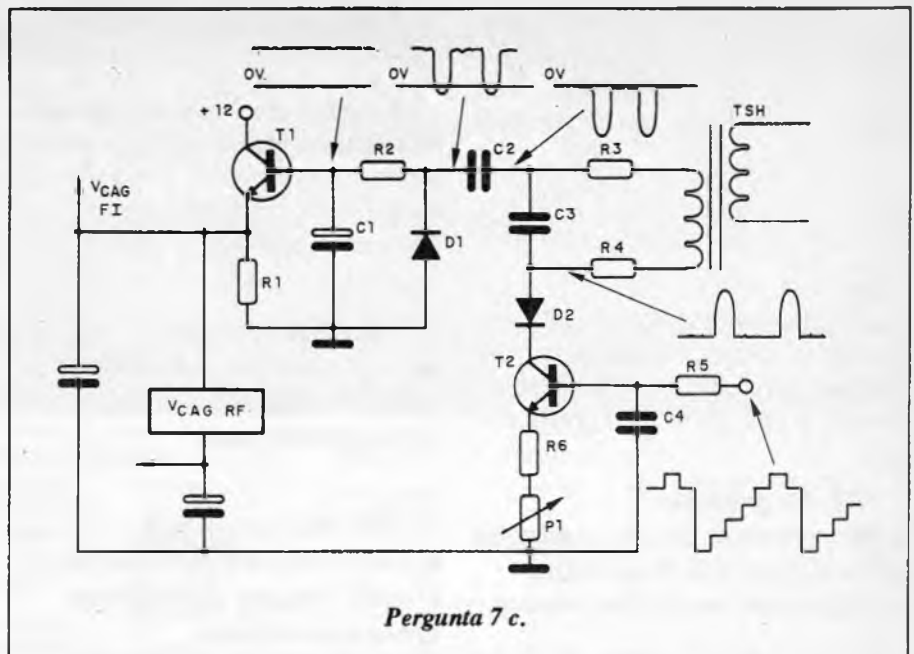 0V
0V
0V
TSH
+12
T1
R2
C2
R3
VCAG
FI
C1
D1
C3
R4
R1
D2
T2
R5
VCAG RF
C4
R6
P1
Pergunta 7 c.